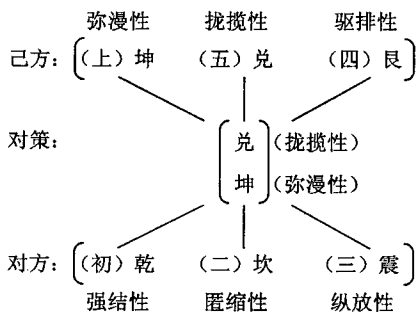 弥漫性 拢揽性 驱排性
己方：（上）坤 （五）兑 （四）艮
对策： 兑（拢揽性）
坤（弥漫性）
对方：（初）乾 （二）坎 （三）震
强结性 匿缩性 纵放性